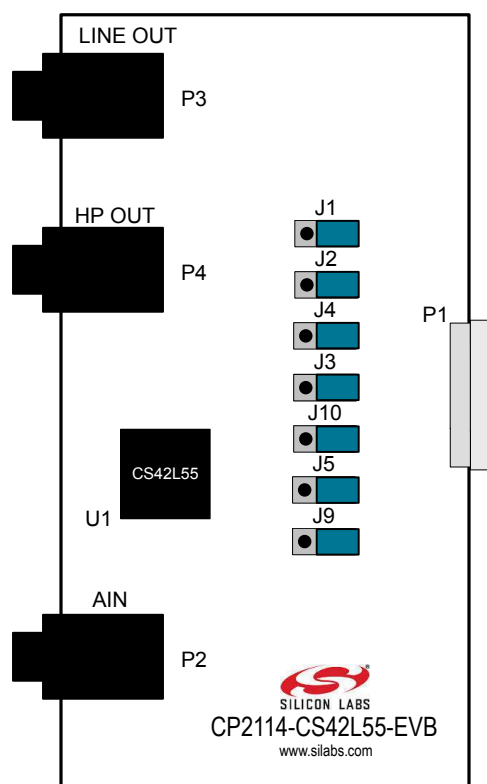 LINE OUT
P3
HP OUT
P4
J1
J2
J4
P1
J3
J10
CS42L55
J5
U1
J9
AIN
P2
SILICON LABS
CP2114-CS42L55-EVB
www.silabs.com